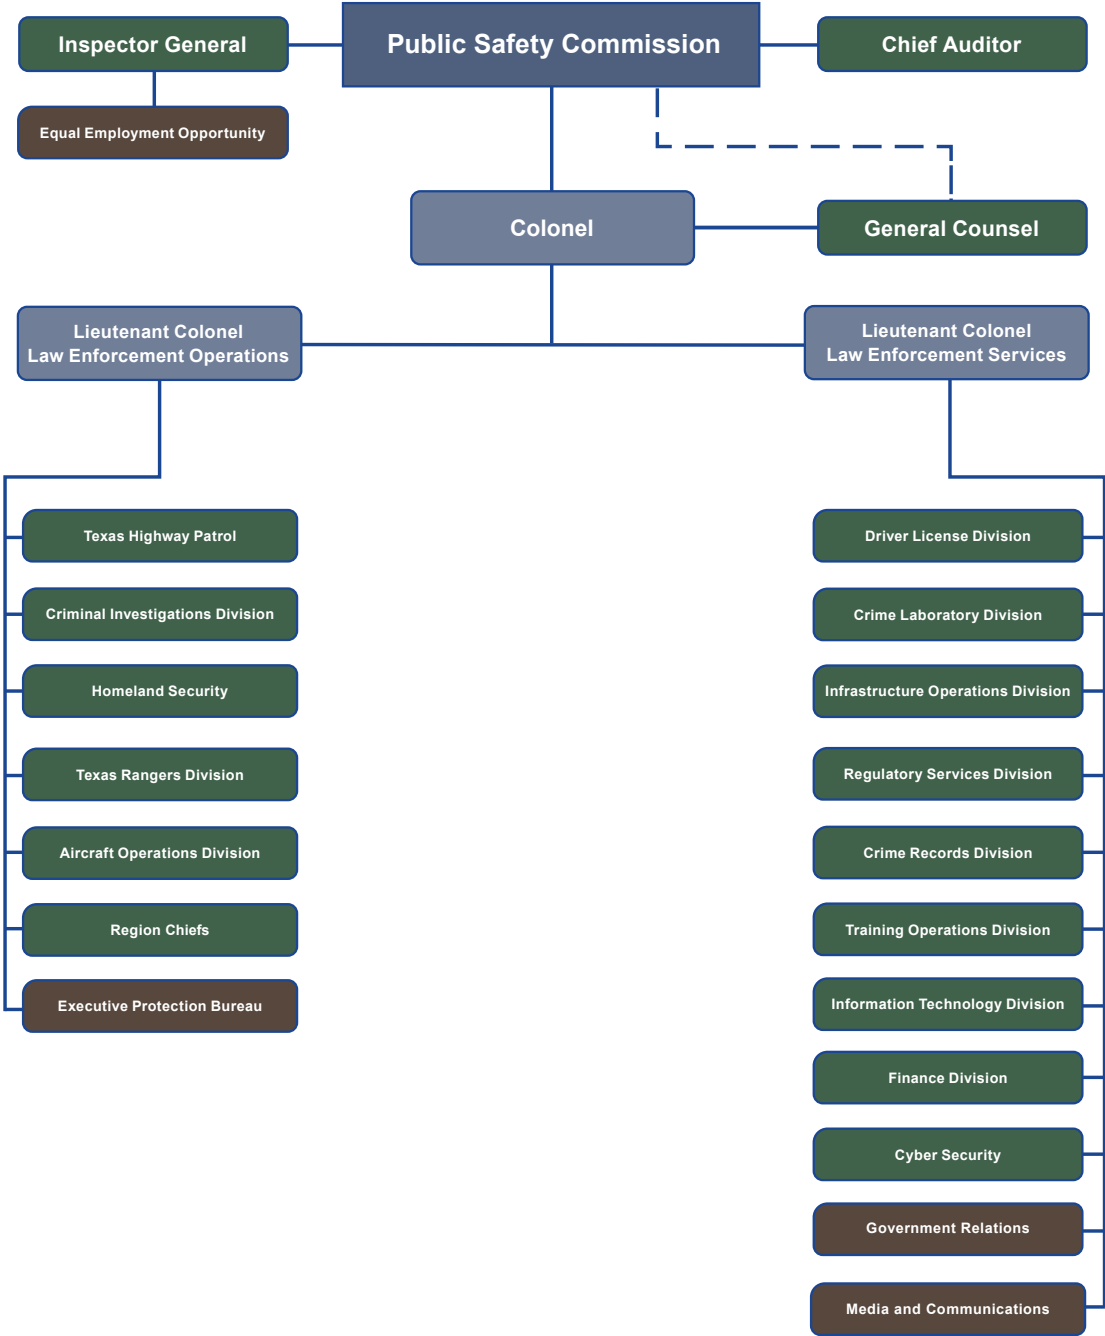 Inspector General
Public Safety Commission
Chief Auditor
Equal Employment Opportunity
Colonel
General Counsel
Lieutenant Colonel
Law Enforcement Operations
Lieutenant Colonel
Law Enforcement Services
Texas Highway Patrol
Criminal Investigations Division
Homeland Security
Texas Rangers Division
Aircraft Operations Division
Region Chiefs
Executive Protection Bureau
Driver License Division
Crime Laboratory Division
Infrastructure Operations Division
Regulatory Services Division
Crime Records Division
Training Operations Division
Information Technology Division
Finance Division
Cyber Security
Government Relations
Media and Communications